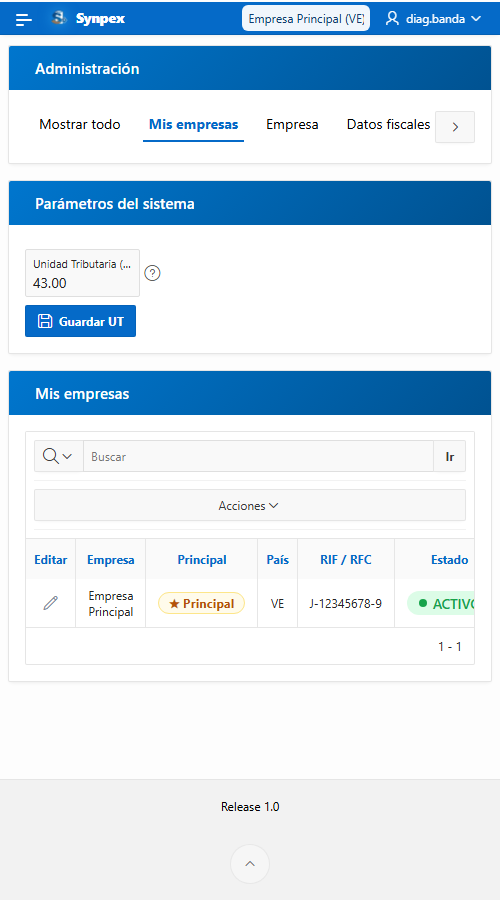 Synpex
Empresa Principal (VE)
diag.banda
Administración
Mostrar todo
Mis empresas
Empresa
Datos fiscales
Parámetros del sistema
Unidad Tributaria (...
43.00
?
Guardar UT
Mis empresas
Buscar
Ir
Acciones
Editar
Empresa
Principal
País
RIF / RFC
Estado
Empresa
Principal
★ Principal
VE
J-12345678-9
ACTIVO
1 - 1
Release 1.0